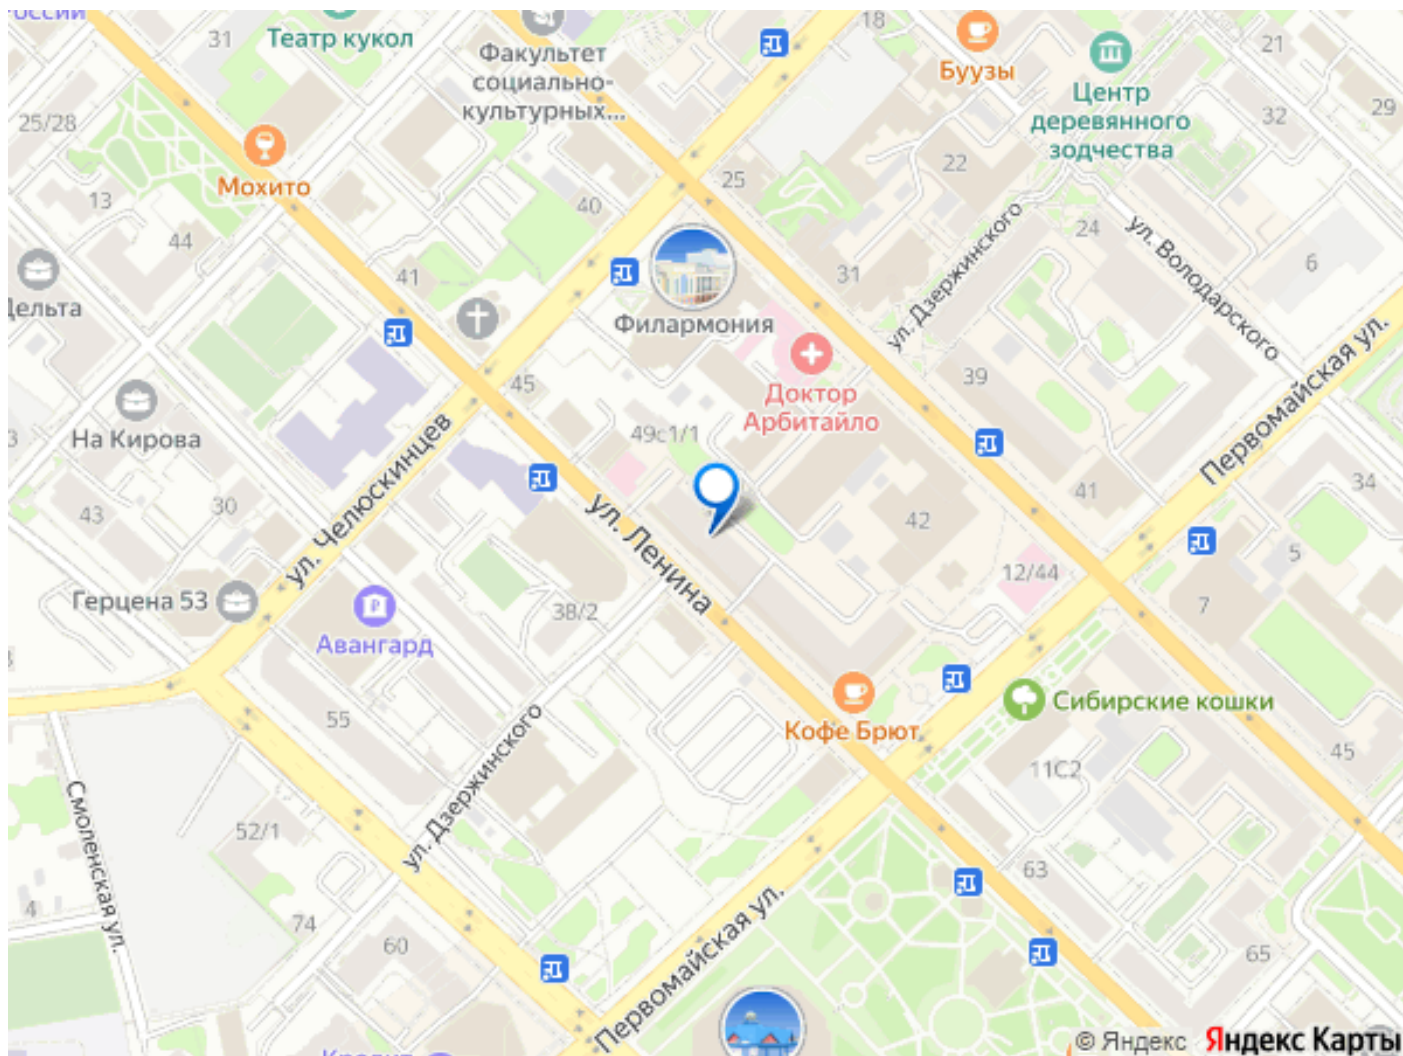 оссии
31
Театр кукол
Факультет
социально-
культурных...
18
Буузы
Центр
деревянного
зодчества
21
32
29
25/28
Мохито
13
44
40
25
22
24
ул. Дзержинского
ул. Володарского
6
41
31
Дельта
Филармония
Первомайская ул.
45
Доктор
Арбитайло
39
На Кирова
3
49с1/1
ул. Челюскинцев
30
43
41
34
ул. Ленина
42
5
12/44
7
Герцена 53
38/2
Авангард
55
Кофе Брют
Сибирские кошки
45
11С2
ул. Дзержинского
Смоленская ул.
52/1
63
4
74
60
65
Первомайская ул.
© Яндекс Яндекс Карты